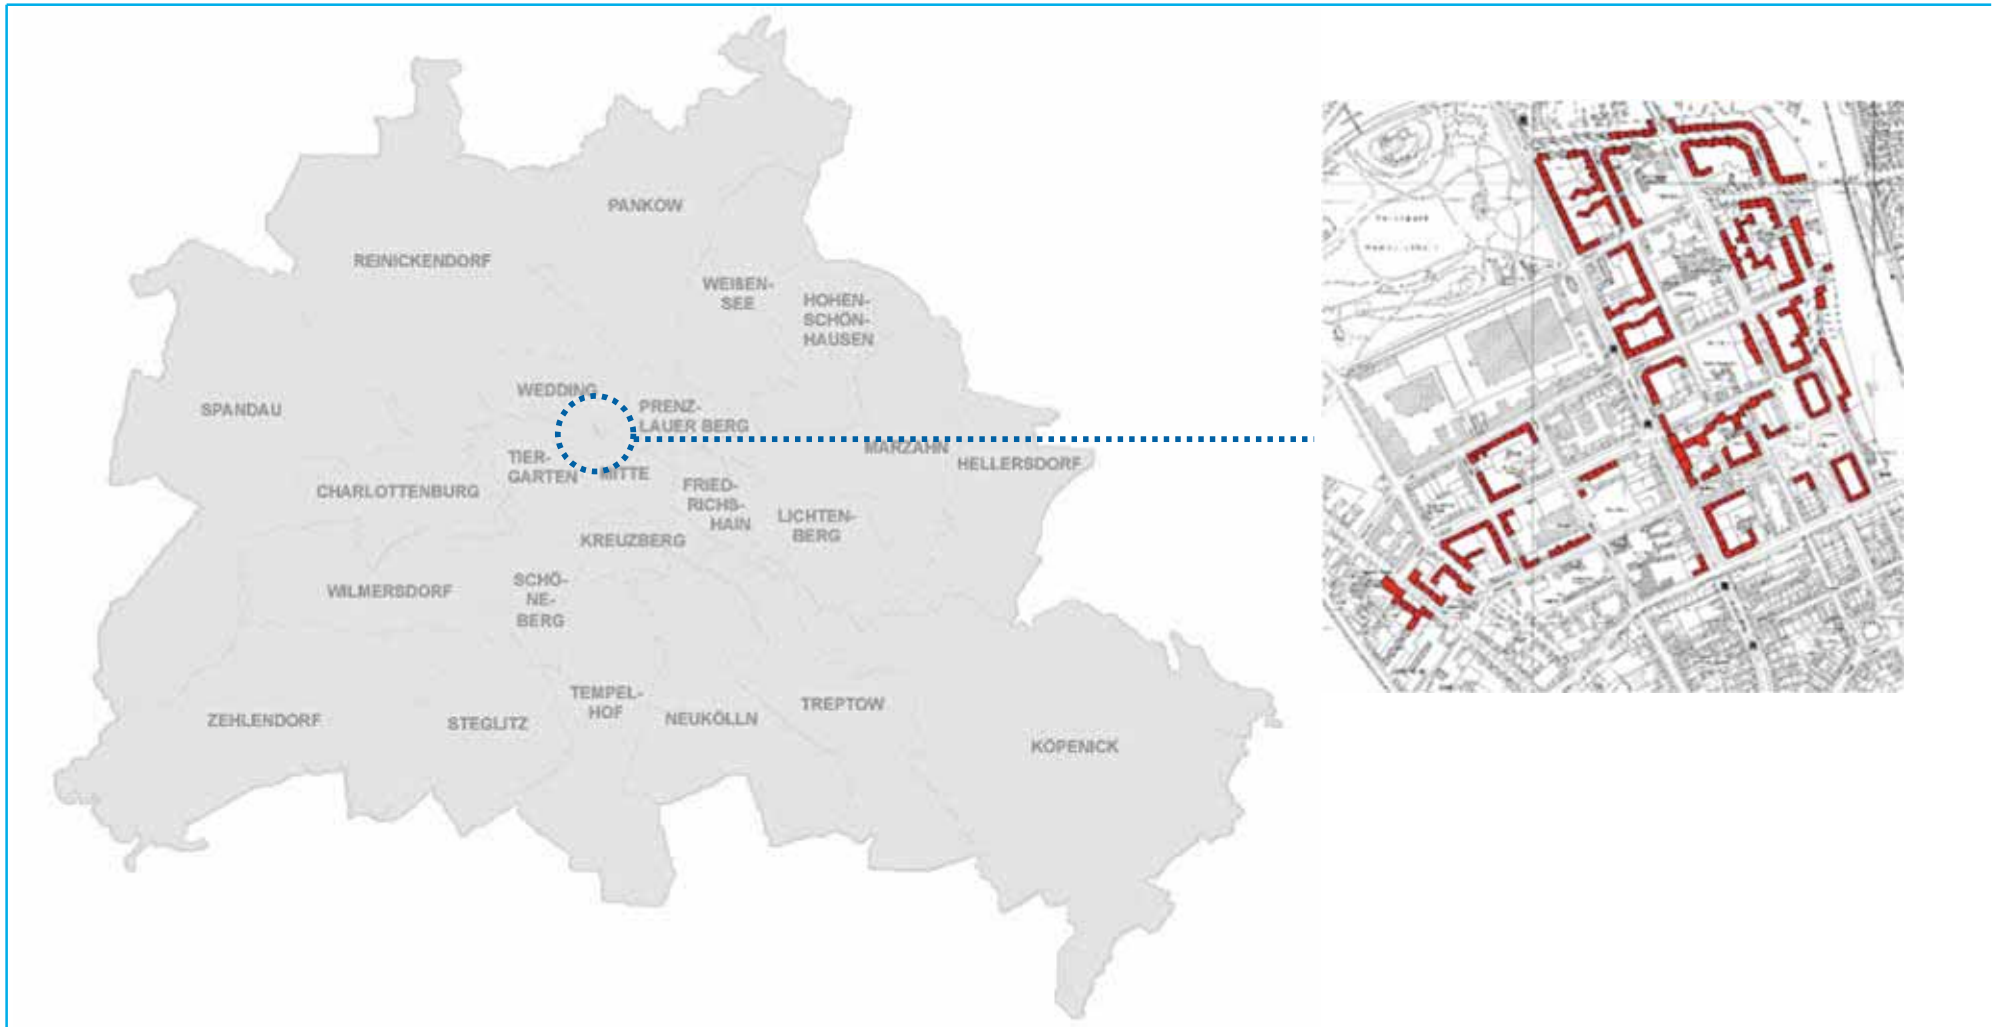 PANKOW
REINICKENDORF
WEIßEN-
SEE
HOHEN-
SCHÖN-
HAUSEN
WEDDING
SPANDAU
PRENZ-
LAUER BERG
MARZAHN
HELLERSDORF
TIER-
GARTEN
MITTE
CHARLOTTENBURG
FRIED-
RICHS-
HAIN
LICHTEN-
BERG
KREUZBERG
WILMERSDORF
SCHÖ-
NE-
BERG
TEMPEL-
HOF
ZEHLENDORF
STEGLITZ
NEUKÖLLN
TREPTOW
KÖPENICK